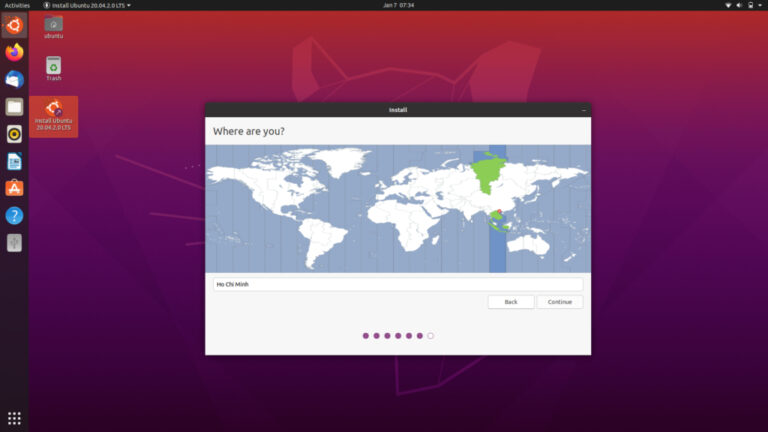 Activities
Install Ubuntu 20.04.2.0 LTS
Jan 7 07:34
ubuntu
Trash
Install Ubuntu
20.04.2.0 LTS
Install
Where are you?
Ho Chi Minh
Back
Continue